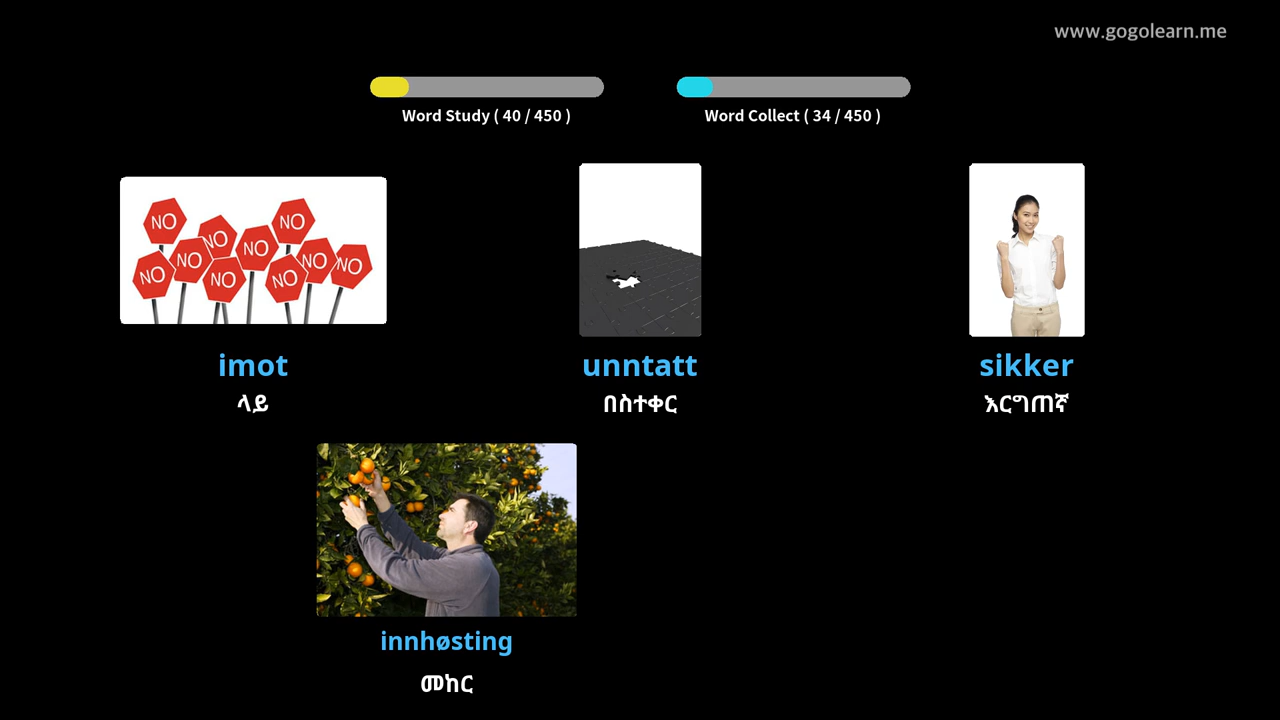 www.gogolearn.me
Word Study ( 40 / 450 )
Word Collect ( 34 / 450 )
NO
NO
NO
NO
NO
NO
NO
NO
NO
NO
imot
unntatt
sikker
ላይ
በስተቀር
እርግጠኛ
innhøsting
መከር